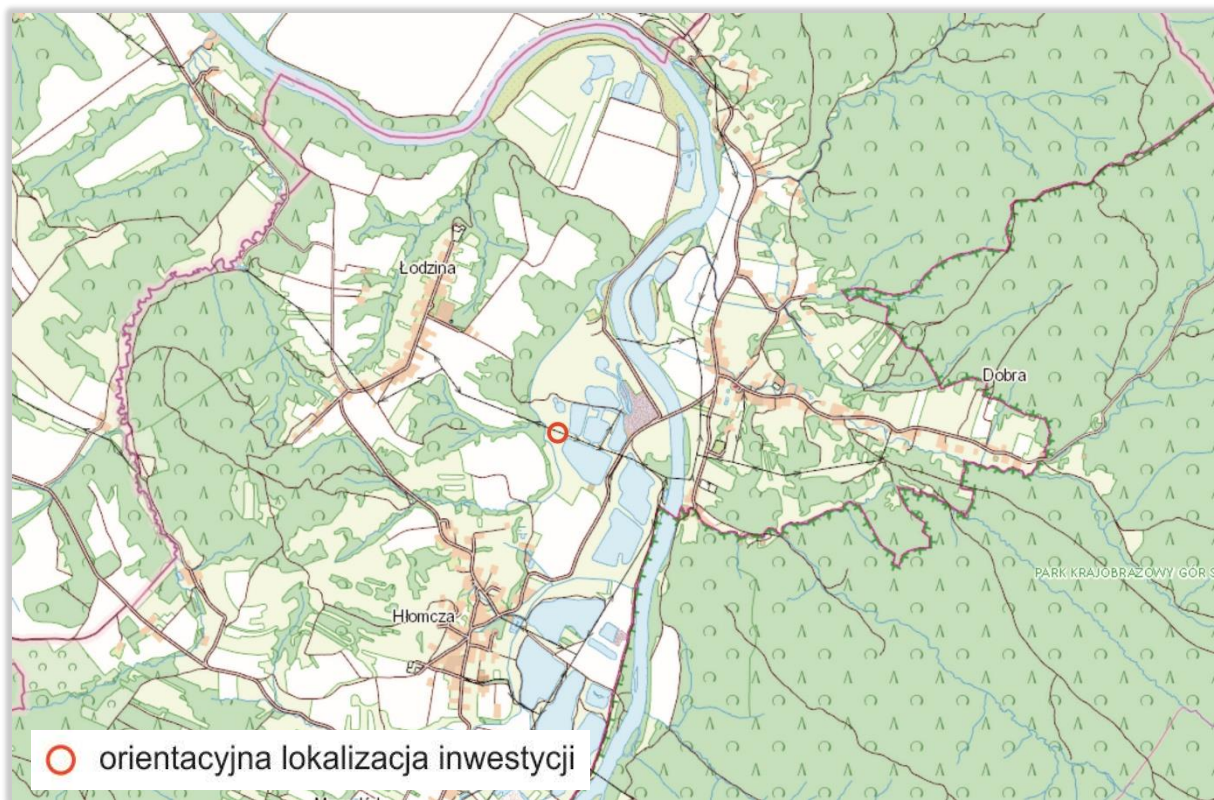 Łodzina
Dobra
PARK KRAJOBRAZOWY GÓR S
Hłomcza
orientacyjna lokalizacja inwestycji